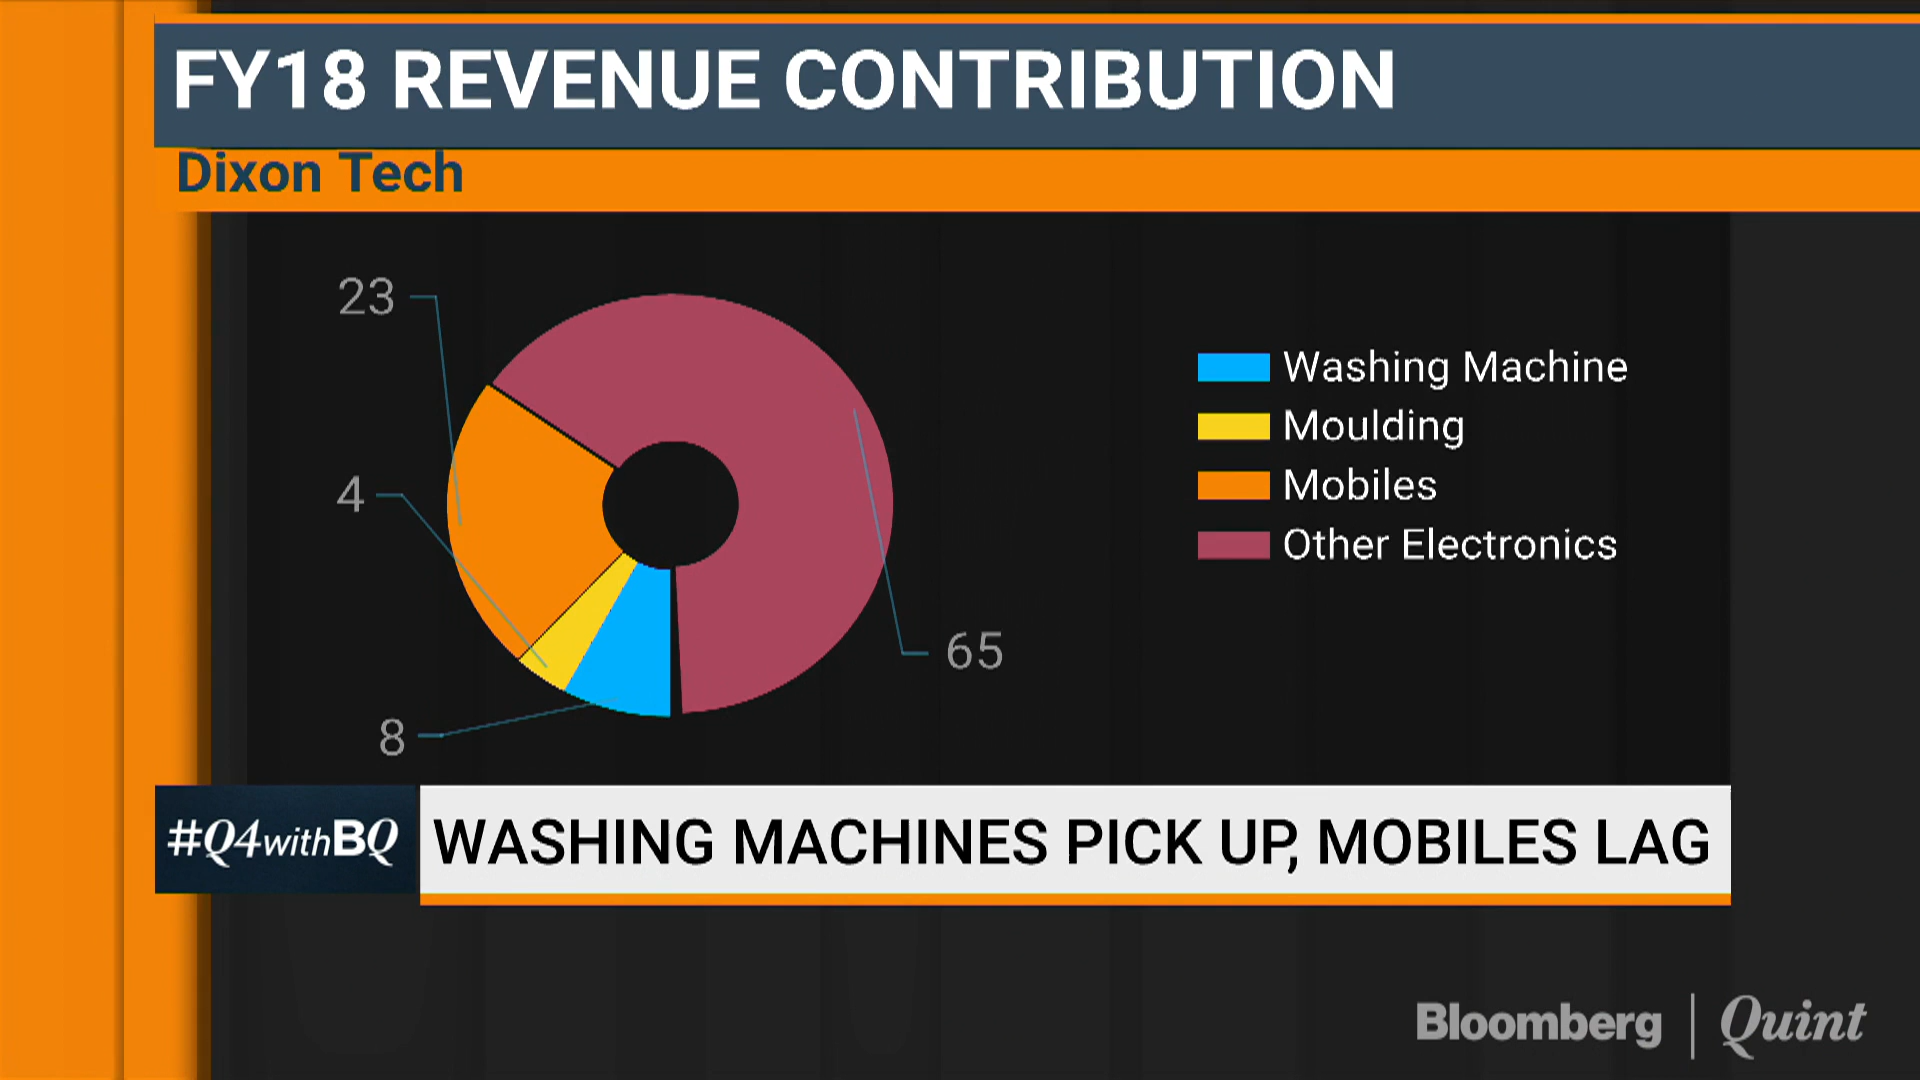 FY18 REVENUE CONTRIBUTION
Dixon Tech
23
4
8
65
Washing Machine
Moulding
Mobiles
Other Electronics
#Q4withBQ
WASHING MACHINES PICK UP, MOBILES LAG
Bloomberg | Quint